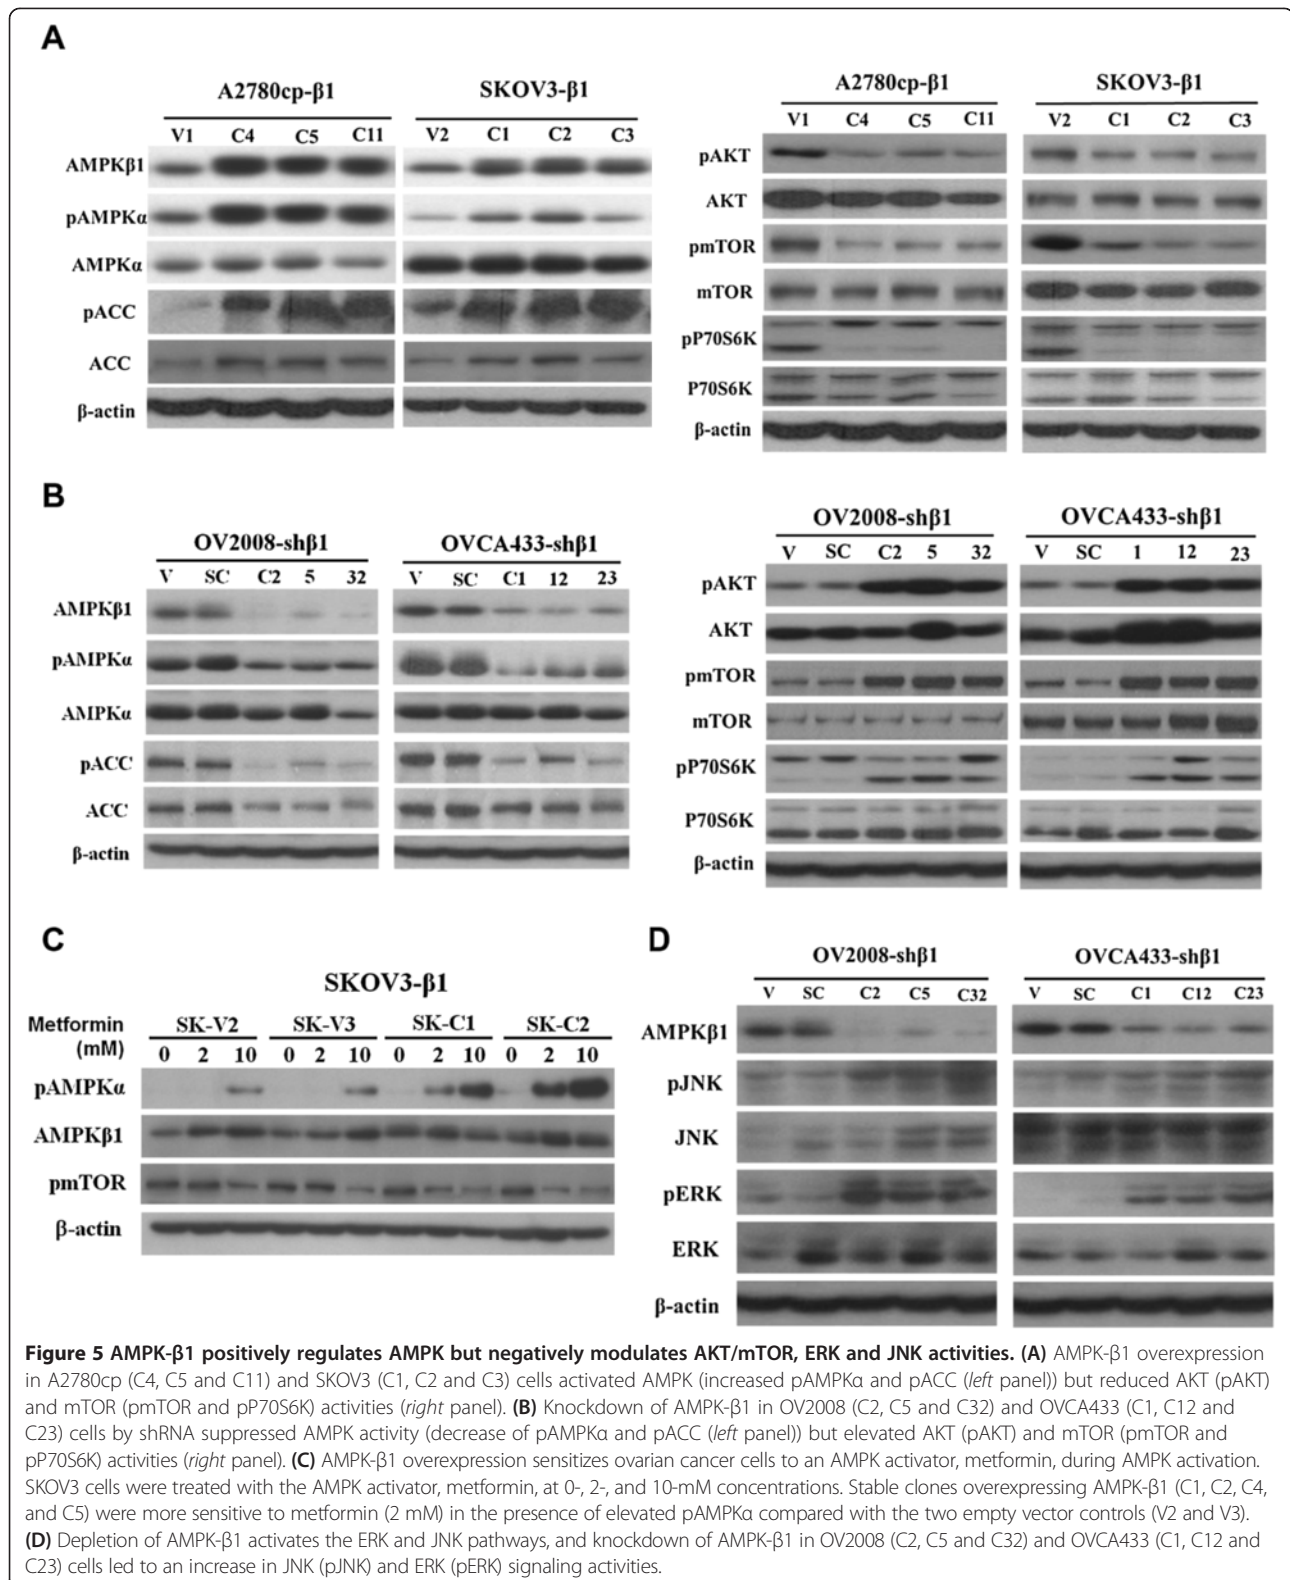 A
A2780cp-β1
SKOV3-β1
V1 C4 C5 C11
V2 C1 C2 C3
AMPKβ1
pAMPKα
AMPKα
pACC
ACC
β-actin
A2780cp-β1
SKOV3-β1
V1 C4 C5 C11
V2 C1 C2 C3
pAKT
AKT
pmTOR
mTOR
pP70S6K
P70S6K
β-actin
B
OV2008-shβ1
OVCA433-shβ1
V SC C2 5 32
V SC C1 12 23
AMPKβ1
pAMPKα
AMPKα
pACC
ACC
β-actin
OV2008-shβ1
OVCA433-shβ1
V SC C2 5 32
V SC 1 12 23
pAKT
AKT
pmTOR
mTOR
pP70S6K
P70S6K
β-actin
C
SKOV3-β1
Metformin
(mM)
SK-V2 SK-V3 SK-C1 SK-C2
0 2 10 0 2 10 0 2 10 0 2 10
pAMPKα
AMPKβ1
pmTOR
β-actin
D
OV2008-shβ1
OVCA433-shβ1
V SC C2 C5 C32
V SC C1 C12 C23
AMPKβ1
pJNK
JNK
pERK
ERK
β-actin
Figure 5 AMPK-β1 positively regulates AMPK but negatively modulates AKT/mTOR, ERK and JNK activities. (A) AMPK-β1 overexpression
in A2780cp (C4, C5 and C11) and SKOV3 (C1, C2 and C3) cells activated AMPK (increased pAMPKα and pACC (left panel)) but reduced AKT (pAKT)
and mTOR (pmTOR and pP70S6K) activities (right panel). (B) Knockdown of AMPK-β1 in OV2008 (C2, C5 and C32) and OVCA433 (C1, C12 and
C23) cells by shRNA suppressed AMPK activity (decrease of pAMPKα and pACC (left panel)) but elevated AKT (pAKT) and mTOR (pmTOR and
pP70S6K) activities (right panel). (C) AMPK-β1 overexpression sensitizes ovarian cancer cells to an AMPK activator, metformin, during AMPK activation.
SKOV3 cells were treated with the AMPK activator, metformin, at 0-, 2-, and 10-mM concentrations. Stable clones overexpressing AMPK-β1 (C1, C2, C4,
and C5) were more sensitive to metformin (2 mM) in the presence of elevated pAMPKα compared with the two empty vector controls (V2 and V3).
(D) Depletion of AMPK-β1 activates the ERK and JNK pathways, and knockdown of AMPK-β1 in OV2008 (C2, C5 and C32) and OVCA433 (C1, C12 and
C23) cells led to an increase in JNK (pJNK) and ERK (pERK) signaling activities.